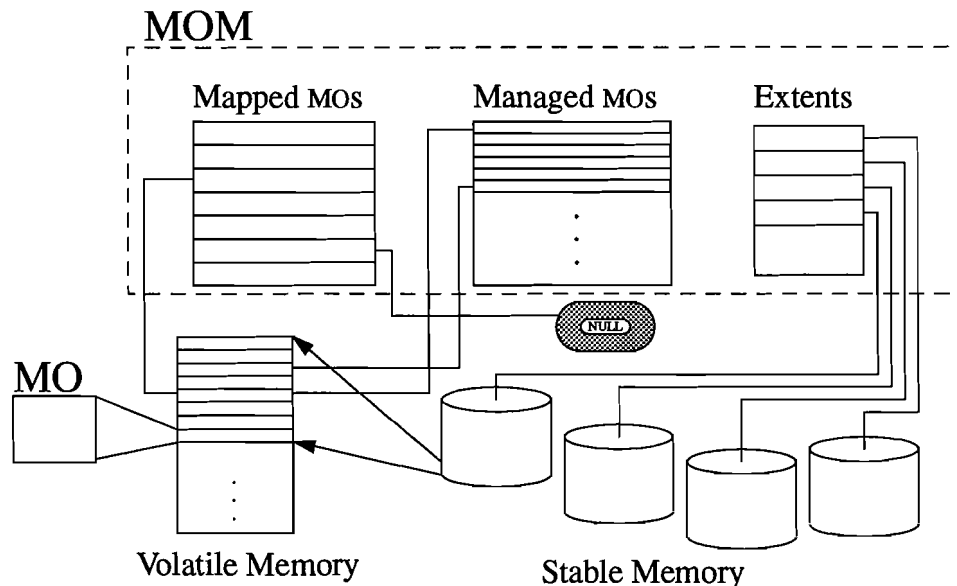 MOM
Mapped MOs
Managed MOs
Extents
NULL
MO
Volatile Memory
Stable Memory